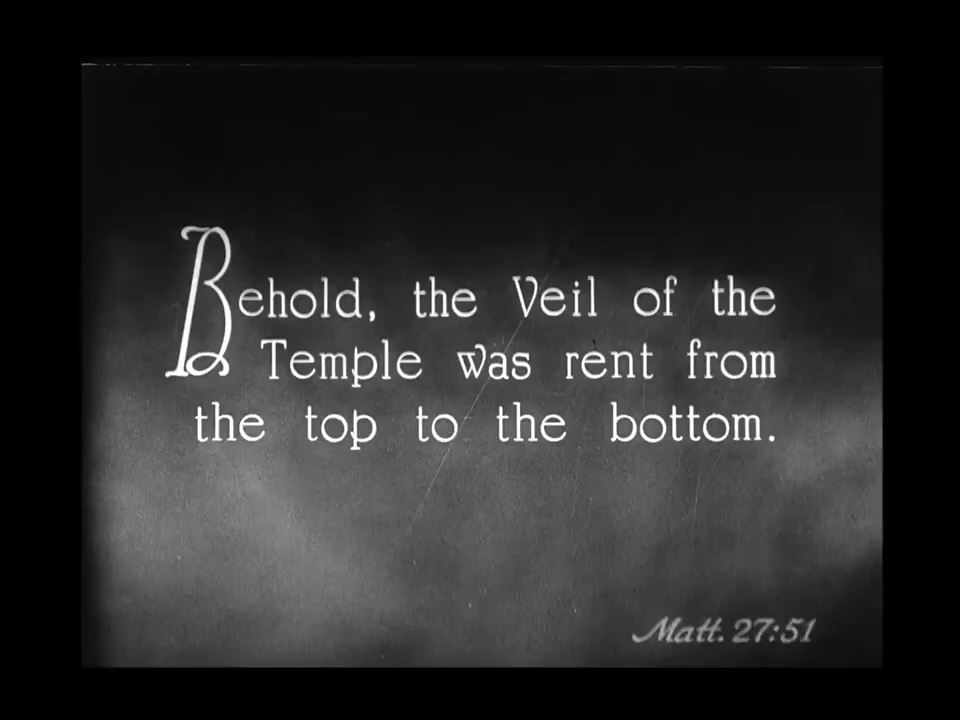 Behold, the Veil of the
Temple was rent from
the top to the bottom.
Matt. 27:51